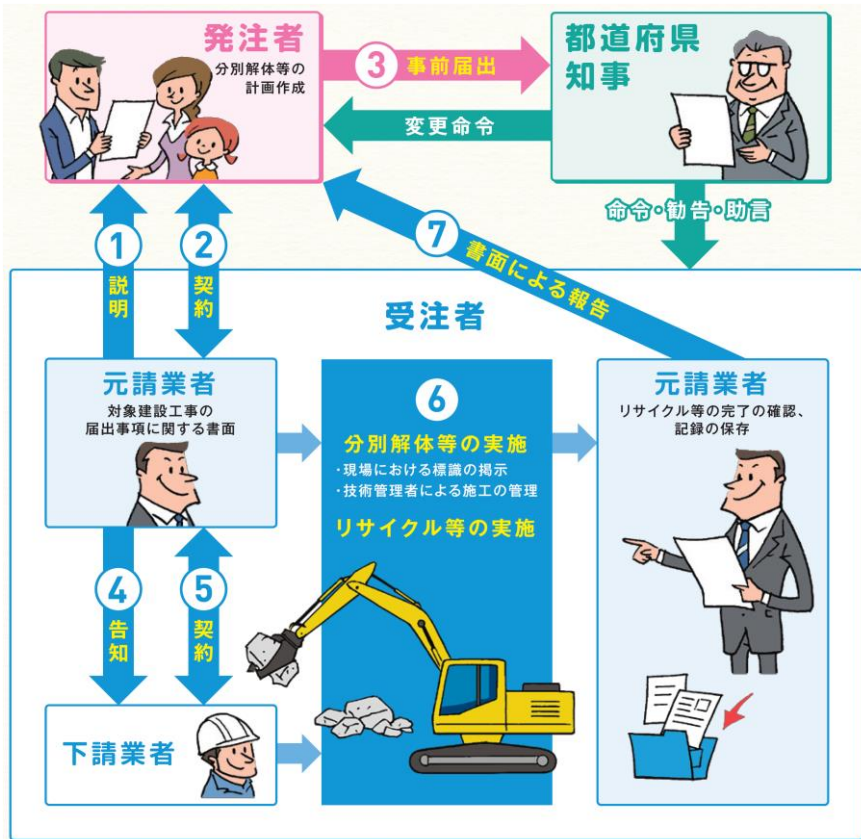 発注者
分別解体等の
計画作成
3 事前届出
変更命令
都道府県
知事
命令・勧告・助言
1 説明
2 契約
7 書面による報告
受注者
元請業者
対象建設工事の
届出事項に関する書面
4 告知
5 契約
下請業者
6
分別解体等の実施
・現場における標識の掲示
・技術管理者による施工の管理
リサイクル等の実施
元請業者
リサイクル等の完了の確認、
記録の保存